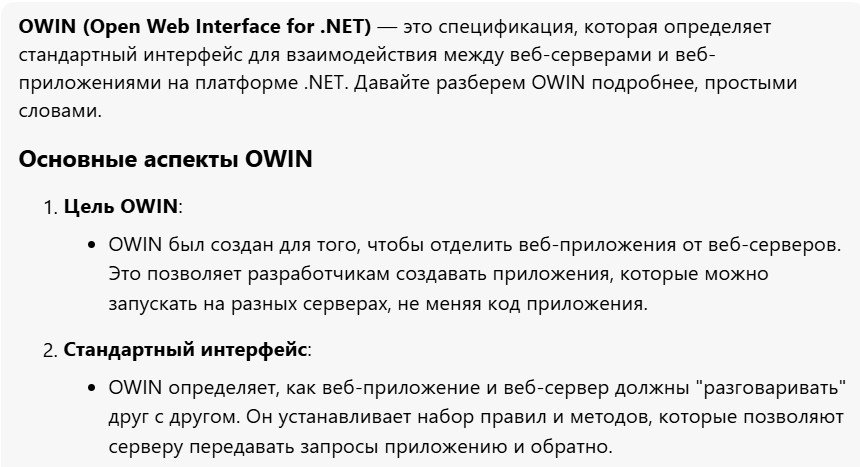 OWIN (Open Web Interface for .NET) — это спецификация, которая определяет
стандартный интерфейс для взаимодействия между веб-серверами и веб-
приложениями на платформе .NET. Давайте разберем OWIN подробнее, простыми
словами.
Основные аспекты OWIN
1. Цель OWIN:
• OWIN был создан для того, чтобы отделить веб-приложения от веб-серверов.
Это позволяет разработчикам создавать приложения, которые можно
запускать на разных серверах, не меняя код приложения.
2. Стандартный интерфейс:
• OWIN определяет, как веб-приложение и веб-сервер должны "разговаривать"
друг с другом. Он устанавливает набор правил и методов, которые позволяют
серверу передавать запросы приложению и обратно.